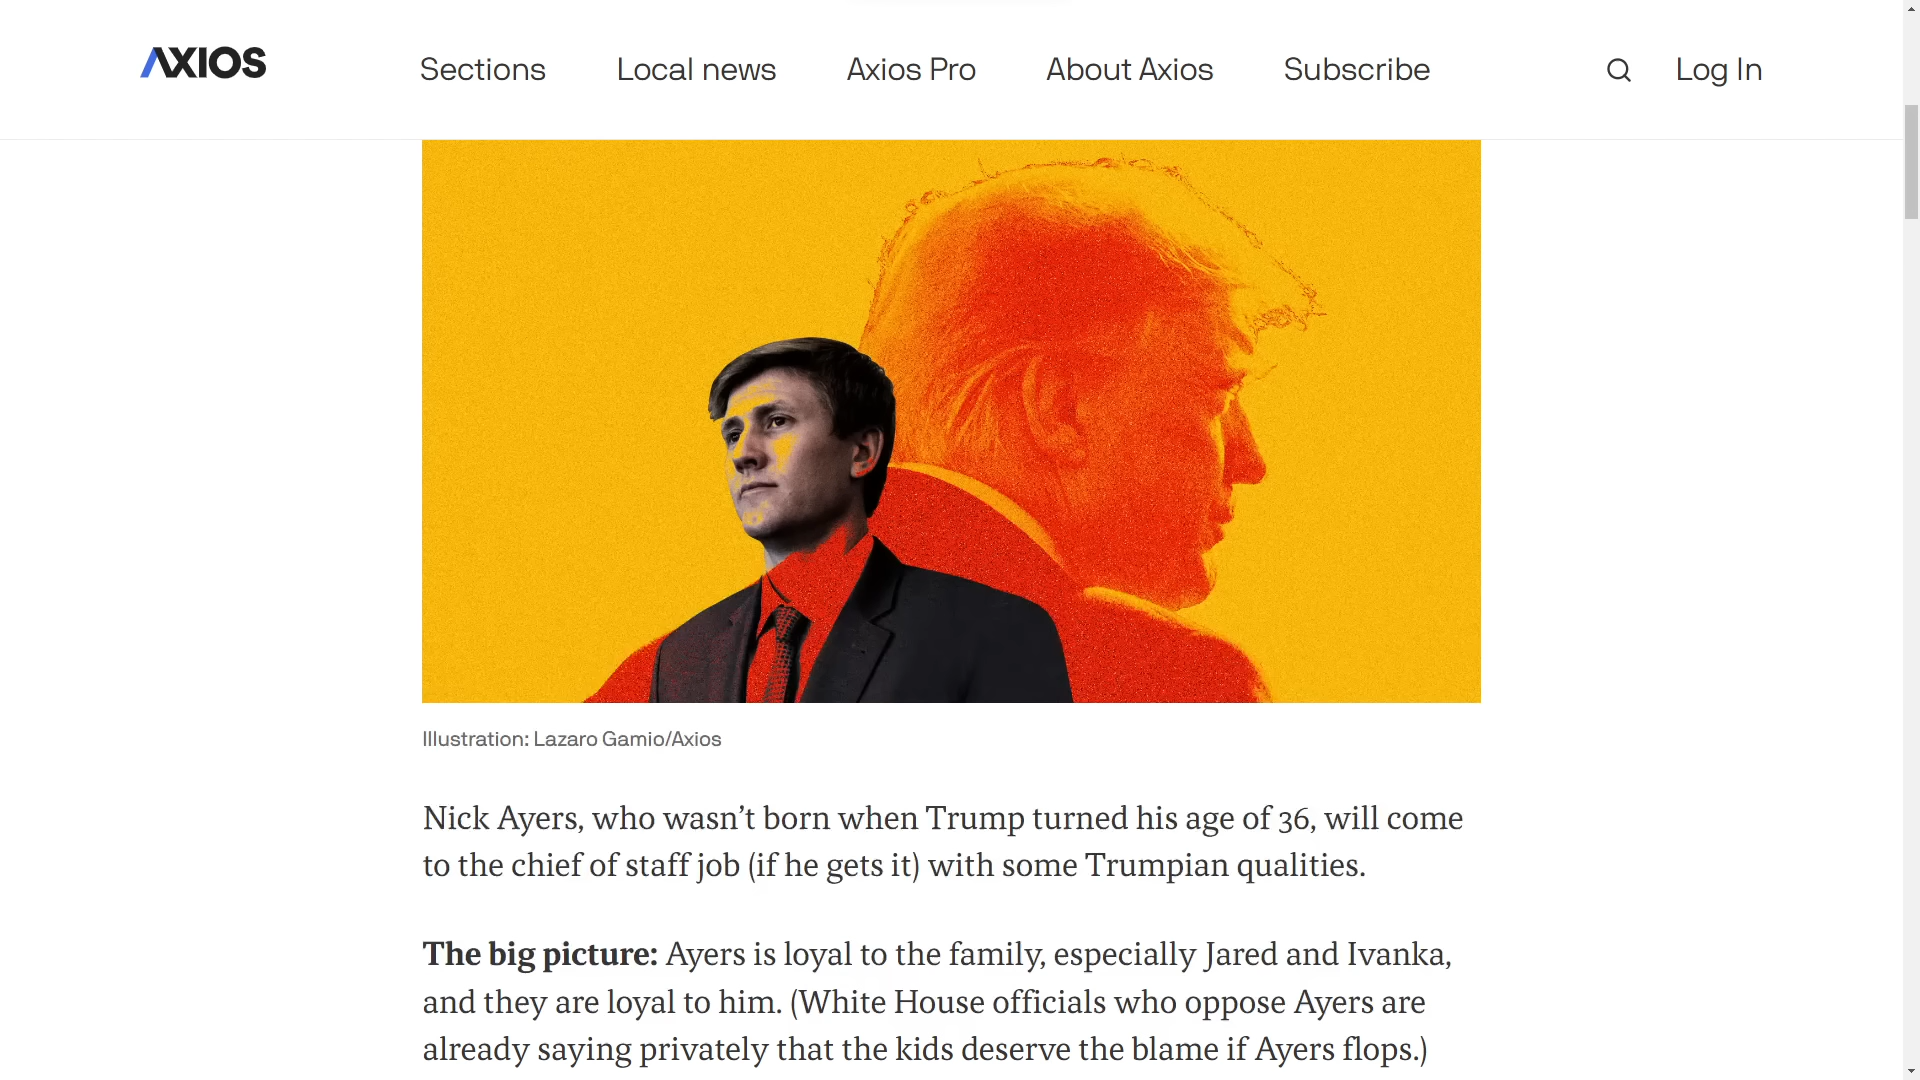 AXIOS
Sections
Local news
Axios Pro
About Axios
Subscribe
Log In
Illustration: Lazaro Gamio/Axios
Nick Ayers, who wasn’t born when Trump turned his age of 36, will come
to the chief of staff job (if he gets it) with some Trumpian qualities.
The big picture: Ayers is loyal to the family, especially Jared and Ivanka,
and they are loyal to him. (White House officials who oppose Ayers are
already saying privately that the kids deserve the blame if Ayers flops.)